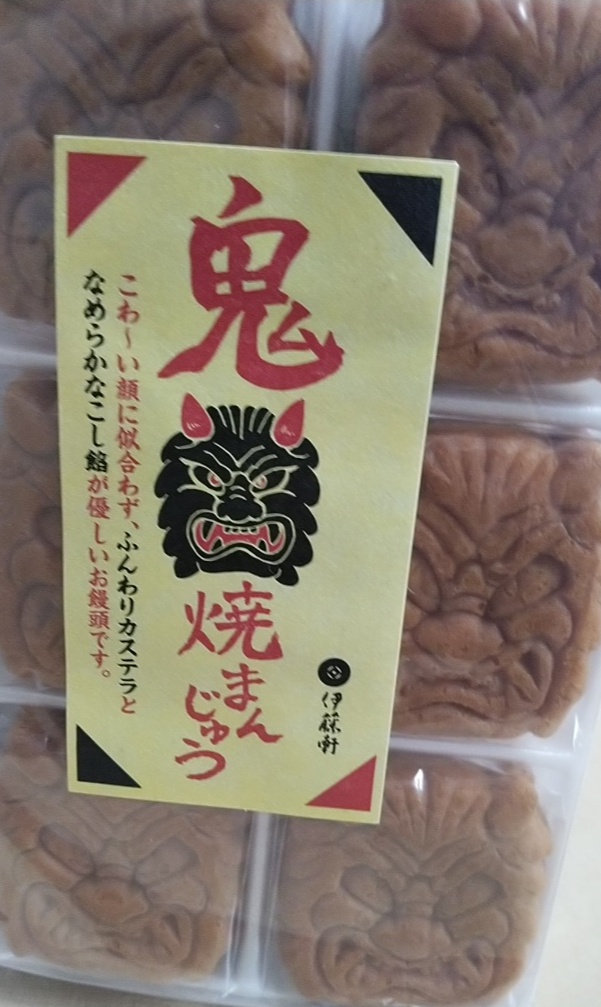 鬼
焼まん
じゅう
伊藤軒
こわ～い顔に似合わず、ふんわりカステラと
なめらかなこし餡が優しいお饅頭です。